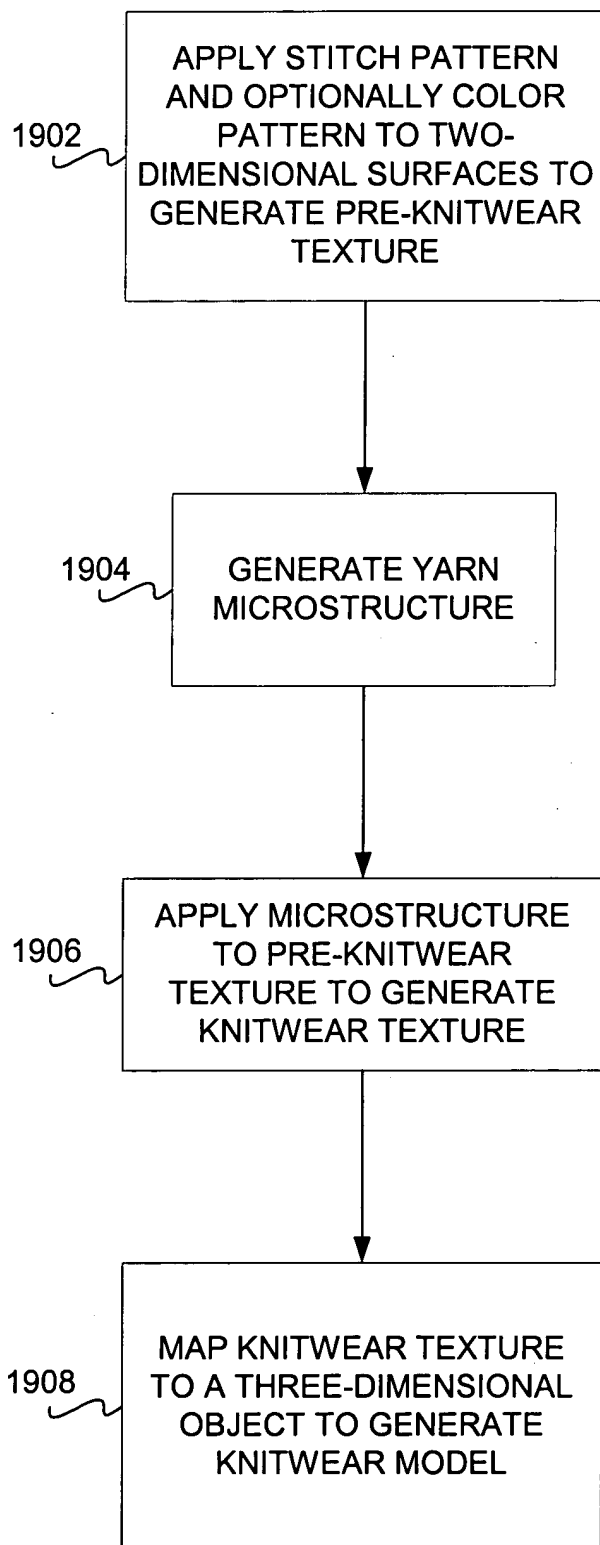 1902
APPLY STITCH PATTERN
AND OPTIONALLY COLOR
PATTERN TO TWO-
DIMENSIONAL SURFACES TO
GENERATE PRE-KNITWEAR
TEXTURE
1904
GENERATE YARN
MICROSTRUCTURE
1906
APPLY MICROSTRUCTURE
TO PRE-KNITWEAR
TEXTURE TO GENERATE
KNITWEAR TEXTURE
1908
MAP KNITWEAR TEXTURE
TO A THREE-DIMENSIONAL
OBJECT TO GENERATE
KNITWEAR MODEL